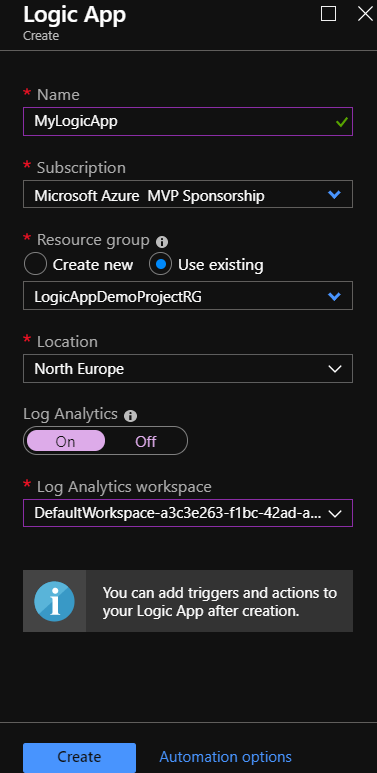 Logic App
Create
* Name
MyLogicApp
* Subscription
Microsoft Azure MVP Sponsorship
* Resource group
Create new Use existing
LogicAppDemoProjectRG
* Location
North Europe
Log Analytics
On Off
* Log Analytics workspace
DefaultWorkspace-a3c3e263-f1bc-42ad-a...
You can add triggers and actions to
your Logic App after creation.
Create Automation options